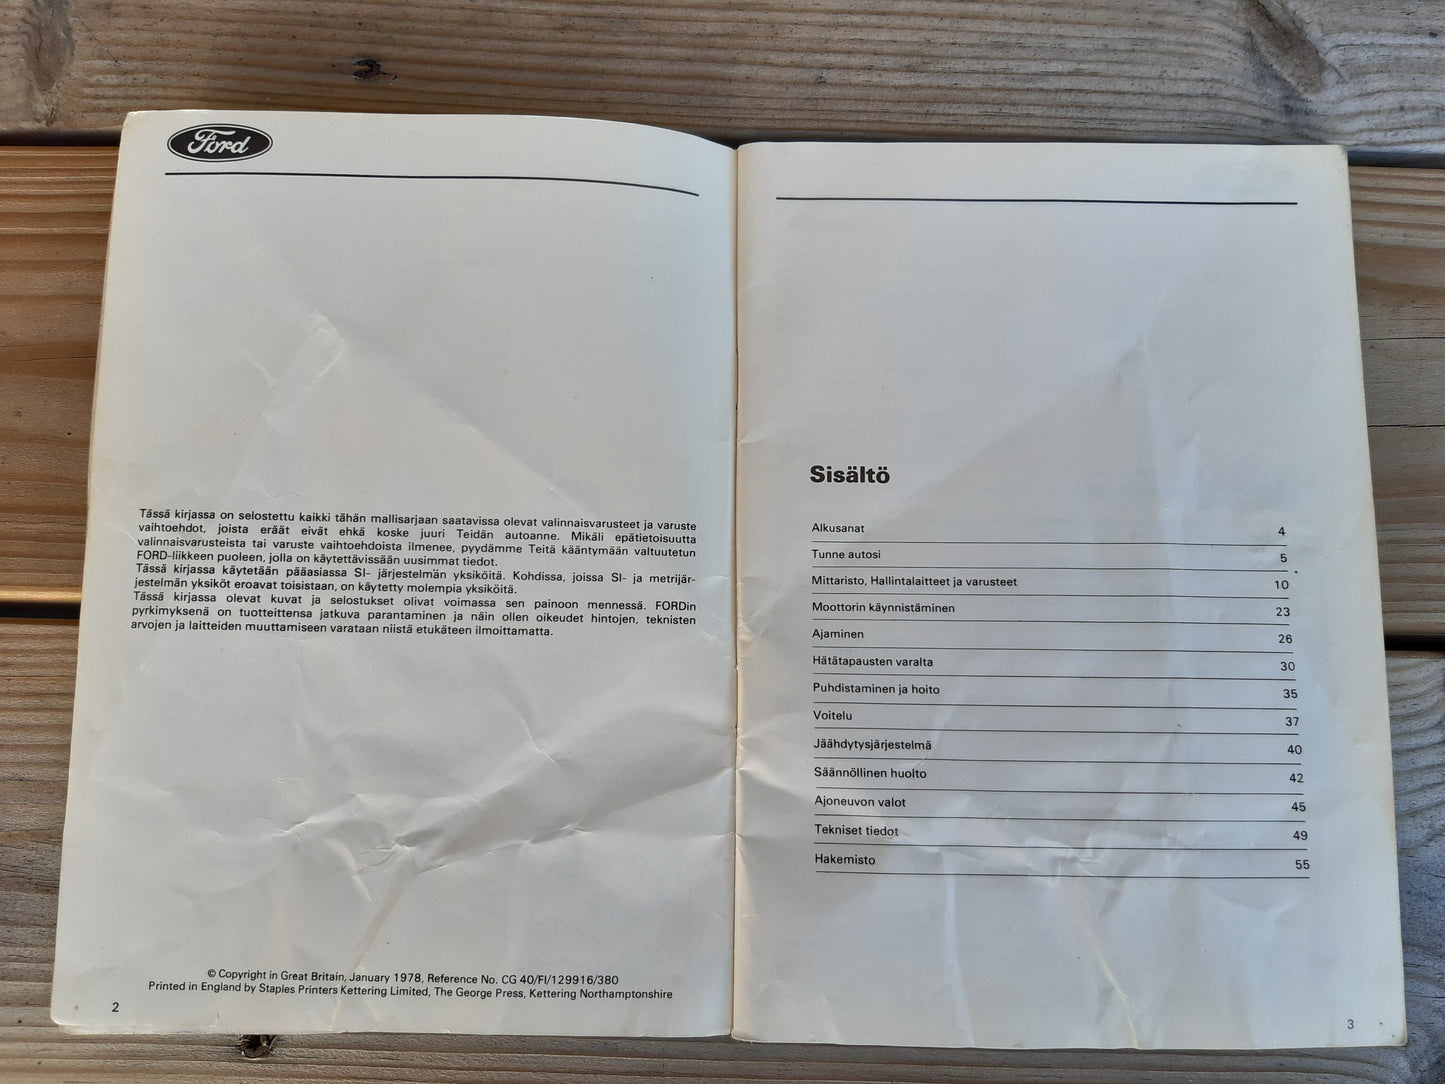 Ford
Tässä kirjassa on selostettu kaikki tähän mallisarjaan saatavissa olevat valinnaisvarusteet ja varuste
vaihtoehdot, joista eräät eivät ehkä koske juuri Teidän autoanne. Mikäli epätietoisuutta
valinnaisvarusteista tai varuste vaihtoehdoista ilmenee, pyydämme Teitä kääntymään valtuutetun
FORD-liikkeen puoleen, jolla on käytettävissään uusimmat tiedot.
Tässä kirjassa käytetään pääasiassa SI- järjestelmän yksiköitä. Kohdissa, joissa SI- ja metrijär-
jestelmän yksiköt eroavat toisistaan, on käytetty molempia yksiköitä.
Tässä kirjassa olevat kuvat ja selostukset olivat voimassa sen painoon mennessä. FORDin
pyrkimyksenä on tuotteittensa jatkuva parantaminen ja näin ollen oikeudet hintojen, teknisten
arvojen ja laitteiden muuttamiseen varataan niistä etukäteen ilmoittamatta.
© Copyright in Great Britain, January 1978, Reference No. CG 40/FI/129916/380
Printed in England by Staples Printers Kettering Limited, The George Press, Kettering Northamptonshire
2
Sisältö
Alkusanat 4
Tunne autosi 5
Mittaristo, Hallintalaitteet ja varusteet 10
Moottorin käynnistäminen 23
Ajaminen 26
Hätätapausten varalta 30
Puhdistaminen ja hoito 35
Voitelu 37
Jäähdytysjärjestelmä 40
Säännöllinen huolto 42
Ajoneuvon valot 45
Tekniset tiedot 49
Hakemisto 55
3